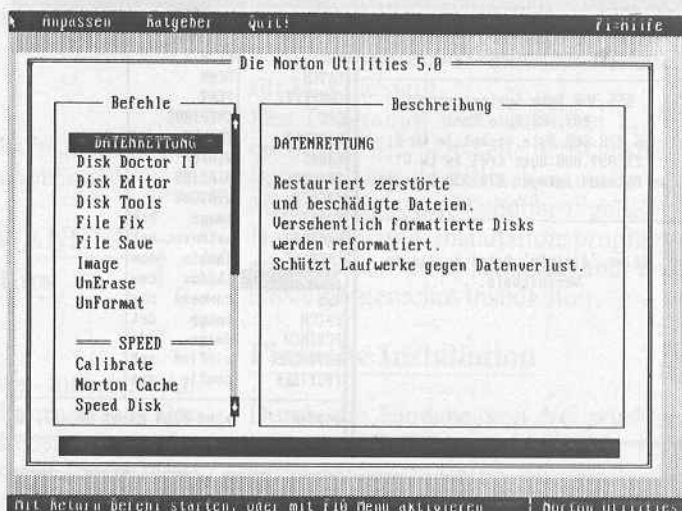 Anpassen Ratgeber Quit! F1=Hilfe
Die Norton Utilities 5.0
Befehle
DATENRETTUNG
Disk Doctor II
Disk Editor
Disk Tools
File Fix
File Save
Image
UnErase
UnFormat
SPEED
Calibrate
Norton Cache
Speed Disk
Beschreibung
DATENRETTUNG
Restauriert zerstörte
und beschädigte Dateien.
Versehentlich formatierte Disks
werden reformatiert.
Schützt Laufwerke gegen Datenverlust.
Mit Return Befehl starten, oder mit F10 Menü aktivieren Norton Utilities